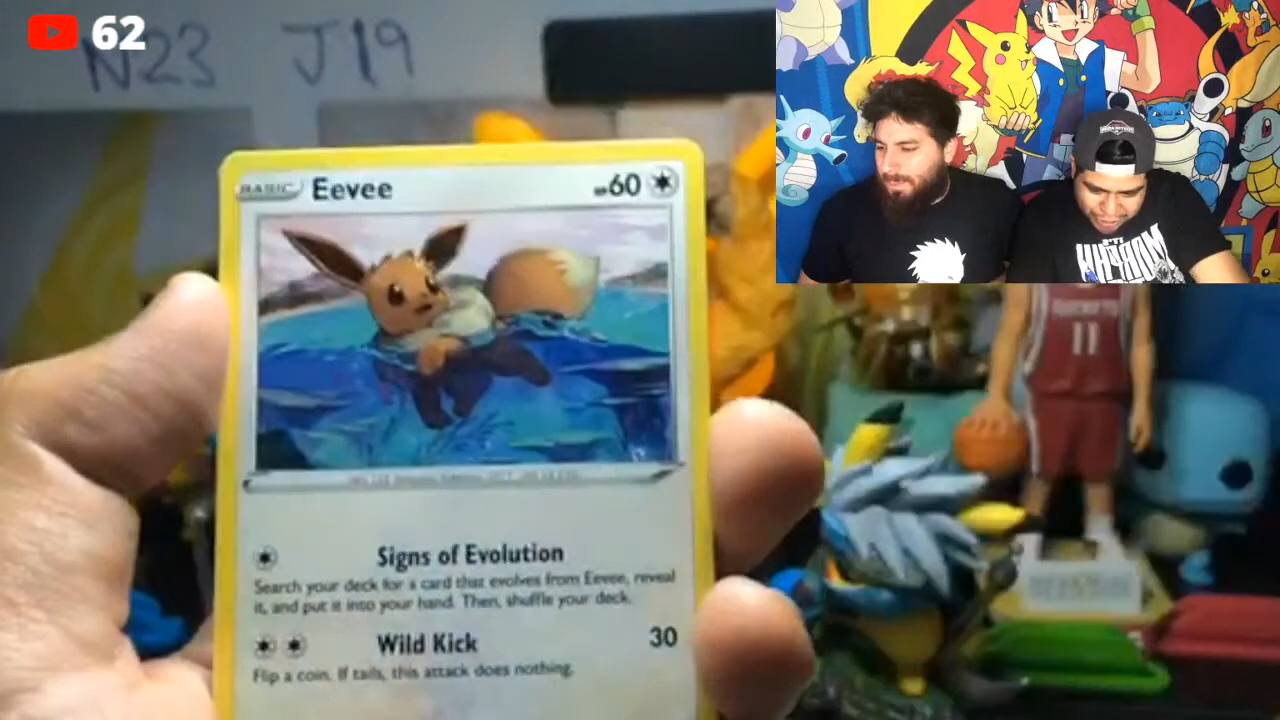 62
N23 J19
BASIC Eevee 60
Signs of Evolution
Search your deck for a card that evolves from Eevee, reveal
it, and put it into your hand. Then, shuffle your deck.
Wild Kick 30
Flip a coin. If tails, this attack does nothing.
11